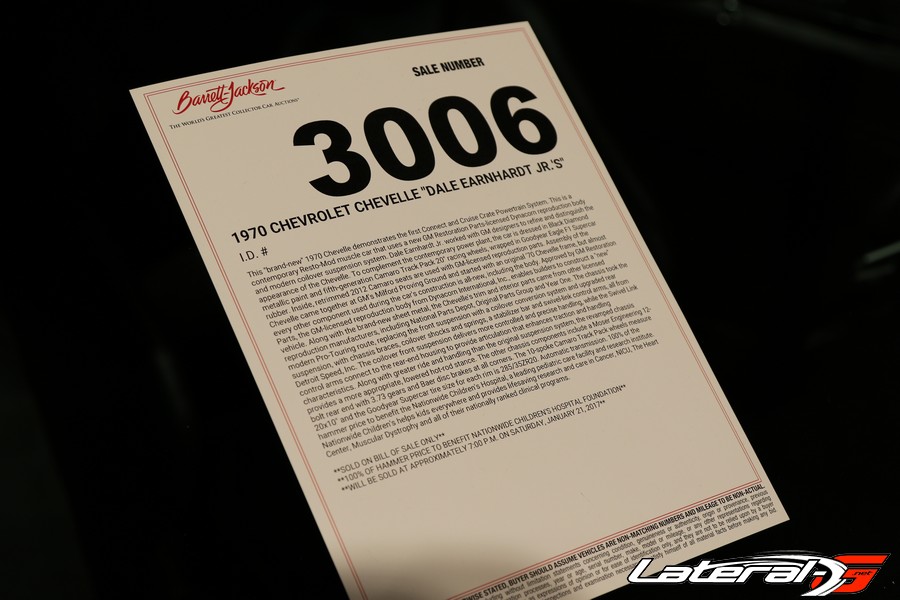 Barrett-Jackson
THE WORLD'S GREATEST COLLECTOR CAR AUCTIONS®
SALE NUMBER
3006
1970 CHEVROLET CHEVELLE "DALE EARNHARDT JR.'S"
I.D. #
This "brand-new" 1970 Chevelle demonstrates the first Connect and Cruise Crate Powertrain System. This is a
contemporary Resto-Mod muscle car that uses a new GM Restoration Parts-licensed Dynacorn reproduction body
and modern coilover suspension system. Dale Earnhardt Jr. worked with GM designers to refine and distinguish the
appearance of the Chevelle. To complement the contemporary power plant, the car is dressed in Black Diamond
metallic paint and fifth-generation Camaro Track Pack 20" racing wheels, wrapped in Goodyear Eagle F1 Supercar
rubber. Inside, retrimmed 2012 Camaro seats are used with GM-licensed reproduction parts. Assembly of the
Chevelle came together at GM's Milford Proving Ground and started with an original '70 Chevelle frame, but almost
every other component used during the car's construction is all-new, including the body. Approved by GM Restoration
Parts, the GM-licensed reproduction body from Dynacorn International, Inc. enables builders to construct a "new"
vehicle. Along with the brand-new sheet metal, the Chevelle's trim and interior parts come from other licensed
reproduction manufacturers, including National Parts Depot, Original Parts Group and Year One. The chassis took the
modern Pro-Touring route, replacing the front suspension with a coilover conversion system and upgraded rear
suspension, with chassis braces, collover shocks and springs, a stabilizer bar and swivel-link control arms, all from
Detroit Speed, Inc. The coilover front suspension delivers more controlled and precise handling, while the Swivel Link
control arms connect to the rear-end housing to provide articulation that enhances traction and handling
characteristics. Along with greater ride and handling than the original suspension system, the revamped chassis
provides a more appropriate, lowered hot-rod stance. The other chassis components include a Moser Engineering 12-
bolt rear end with 3.73 gears and Baer disc brakes at all corners. The 10-spoke Camaro Track Pack wheels measure
20x10" and the Goodyear Supercar tire size for each rim is 285/35ZR20. Automatic transmission. 100% of the
hammer price to benefit the Nationwide Children's Hospital, a leading pediatric care facility and research institute.
Nationwide Children's helps kids everywhere and provides lifesaving research and care in Cancer, NICU, The Heart
Center, Muscular Dystrophy and all of their nationally ranked clinical programs.
**SOLD ON BILL OF SALE ONLY**
**100% OF HAMMER PRICE TO BENEFIT NATIONWIDE CHILDREN'S HOSPITAL FOUNDATION**
**WILL BE SOLD AT APPROXIMATELY 7:00 P.M. ON SATURDAY, JANUARY 21, 2017**
WISE STATED, BUYER SHOULD ASSUME VEHICLES ARE NON-MATCHING NUMBERS AND MILEAGE TO BE NON-ACTUAL.
including without limitation statements concerning condition, genuineness or authenticity, origin or provenance, previous
Lateral-G.net